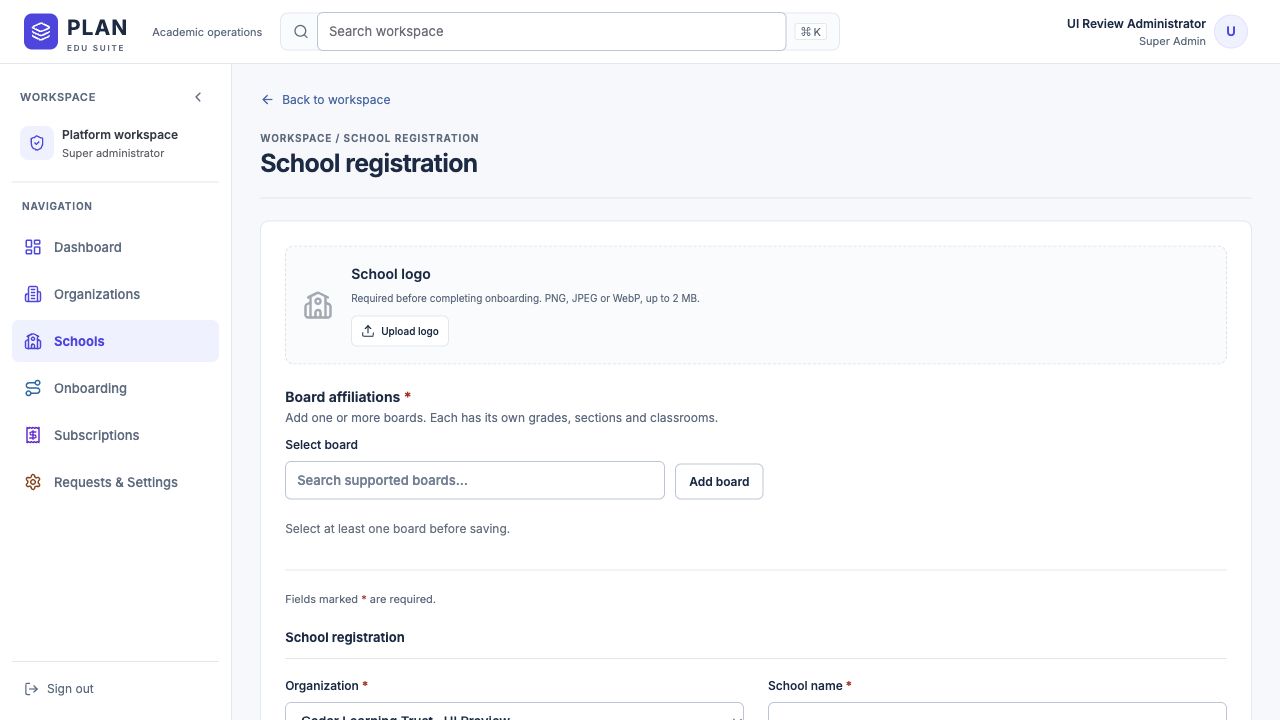 PLAN
EDU SUITE
Academic operations
Search workspace
⌘ K
UI Review Administrator
Super Admin
U
WORKSPACE
Platform workspace
Super administrator
NAVIGATION
Dashboard
Organizations
Schools
Onboarding
Subscriptions
Requests & Settings
Sign out
Back to workspace
WORKSPACE / SCHOOL REGISTRATION
School registration
School logo
Required before completing onboarding. PNG, JPEG or WebP, up to 2 MB.
Upload logo
Board affiliations *
Add one or more boards. Each has its own grades, sections and classrooms.
Select board
Search supported boards...
Add board
Select at least one board before saving.
Fields marked * are required.
School registration
Organization *
School name *
Learning Trust UI Preview